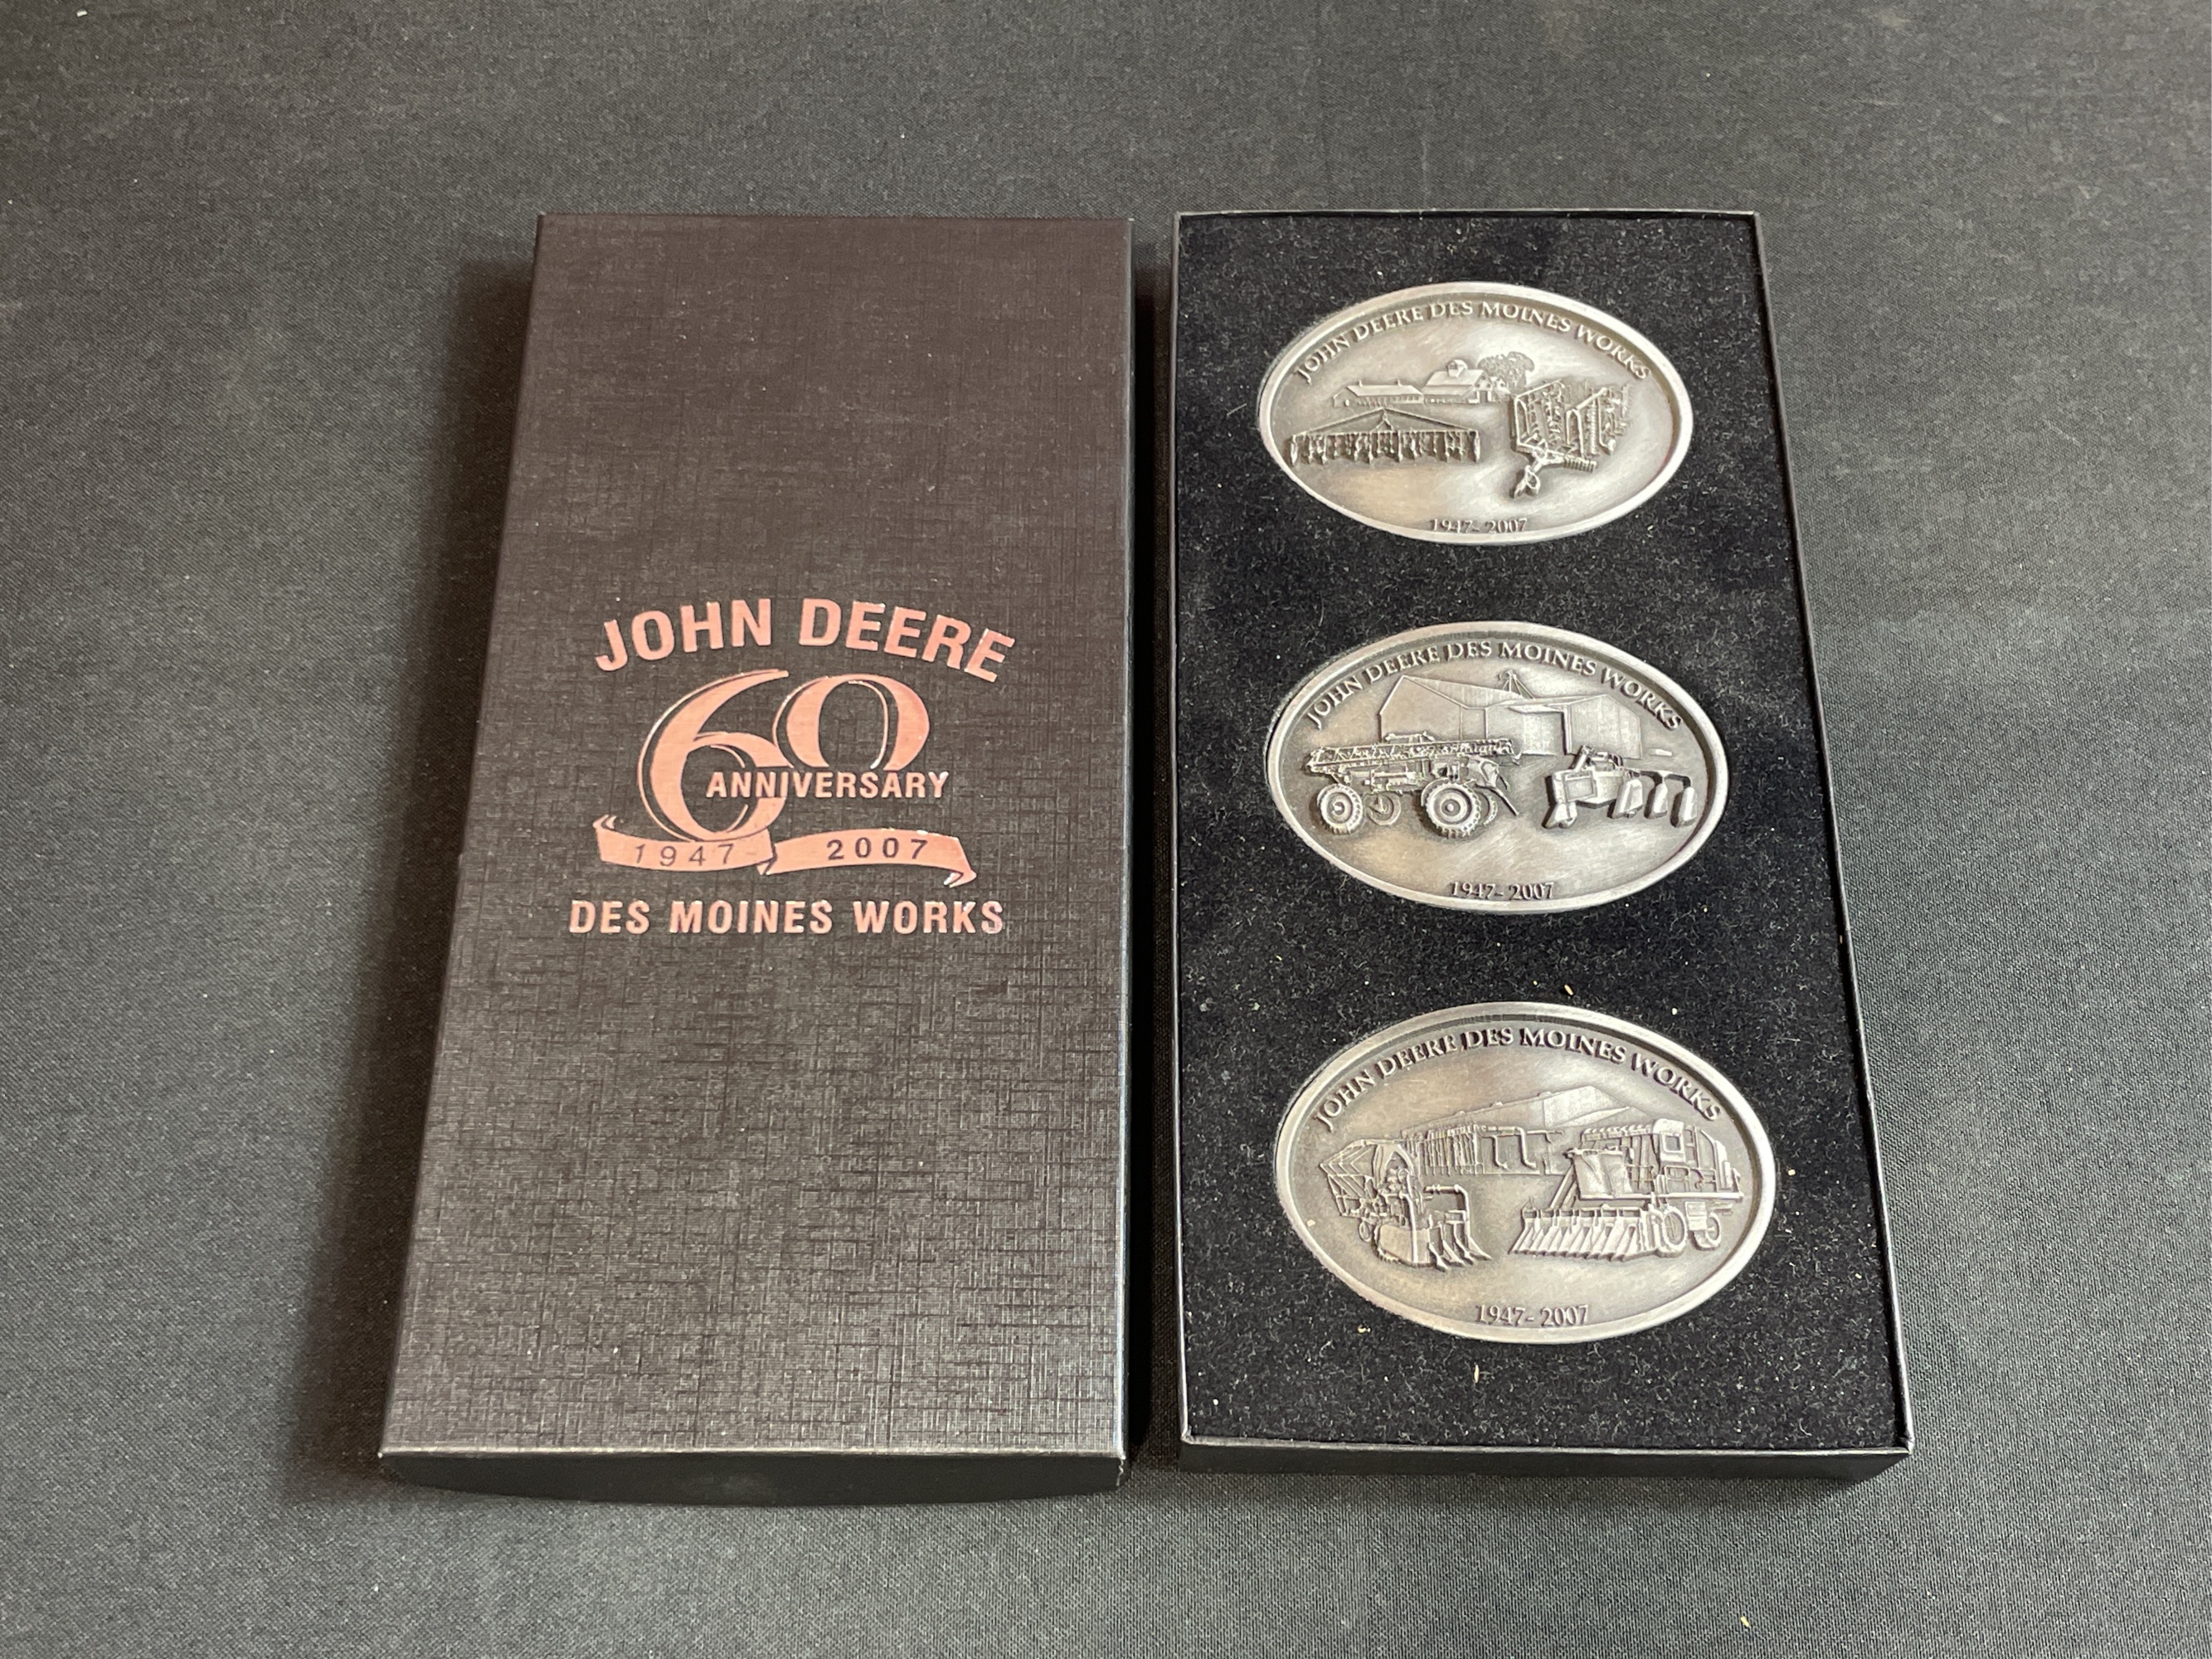 JOHN DEERE
60
ANNIVERSARY
1947 2007
DES MOINES WORKS
JOHN DEERE DES MOINES WORKS
1947-2007
JOHN DEERE DES MOINES WORKS
1947-2007
JOHN DEERE DES MOINES WORKS
1947-2007